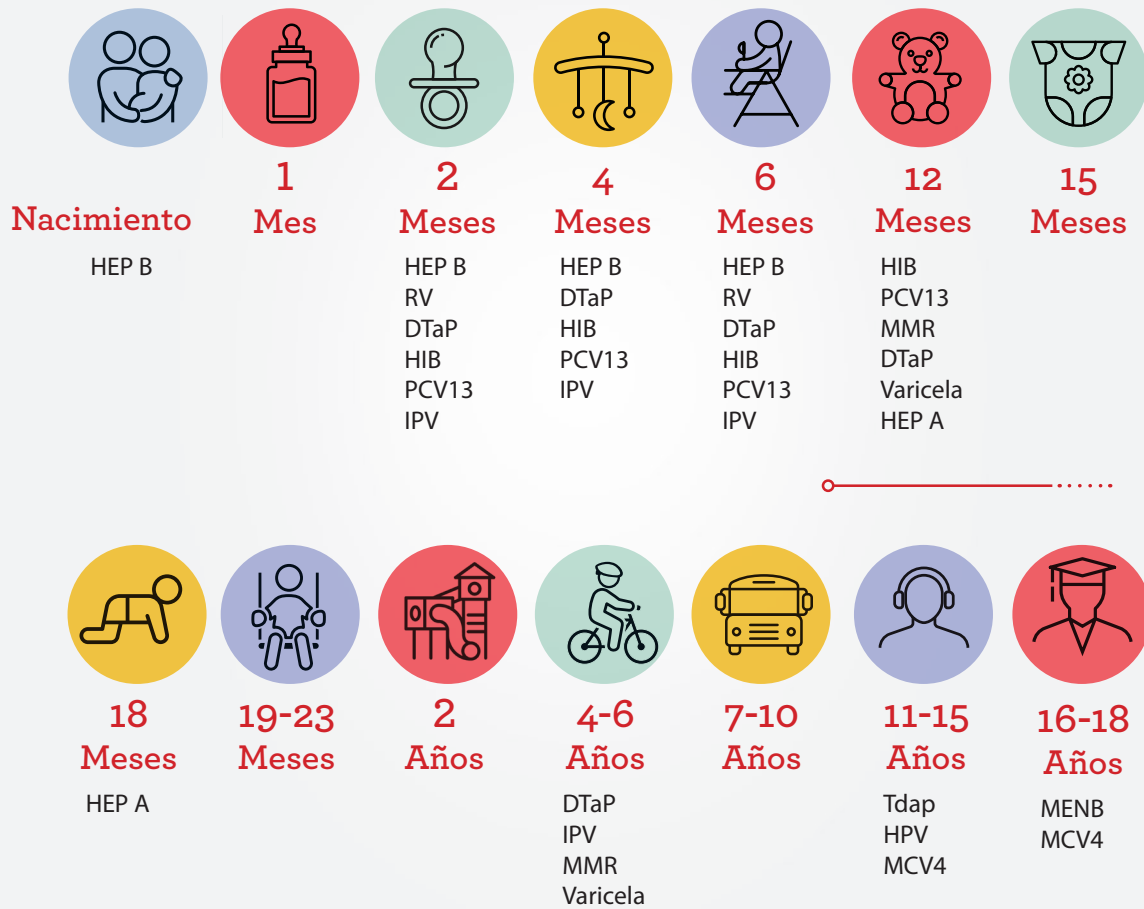 Nacimiento
HEP B
1
Mes
2
Meses
HEP B
RV
DTaP
HIB
PCV13
IPV
4
Meses
HEP B
DTaP
HIB
PCV13
IPV
6
Meses
HEP B
RV
DTaP
HIB
PCV13
IPV
12
Meses
HIB
PCV13
MMR
DTaP
Varicela
HEP A
15
Meses
18
Meses
HEP A
19-23
Meses
2
Años
4-6
Años
DTaP
IPV
MMR
Varicela
7-10
Años
11-15
Años
Tdap
HPV
MCV4
16-18
Años
MENB
MCV4